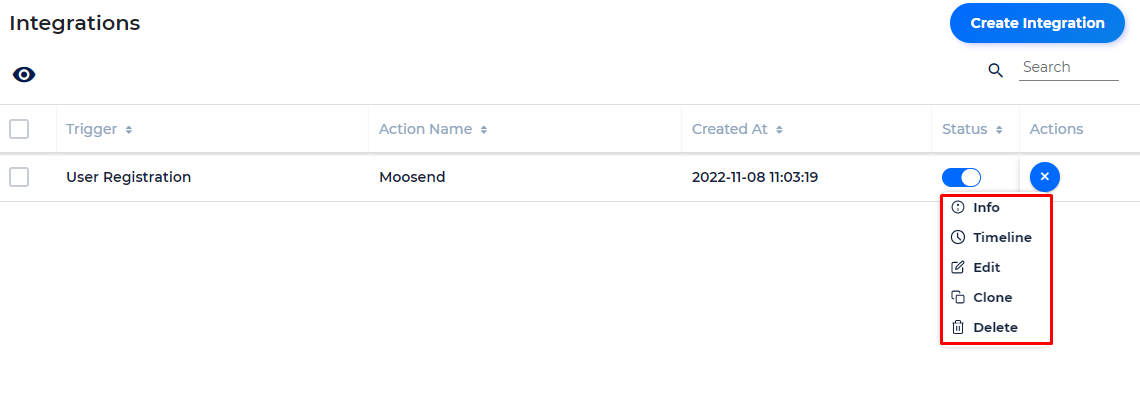 Integrations
Create Integration
Search
Trigger Action Name Created At Status Actions
User Registration Moosend 2022-11-08 11:03:19
Info
Timeline
Edit
Clone
Delete